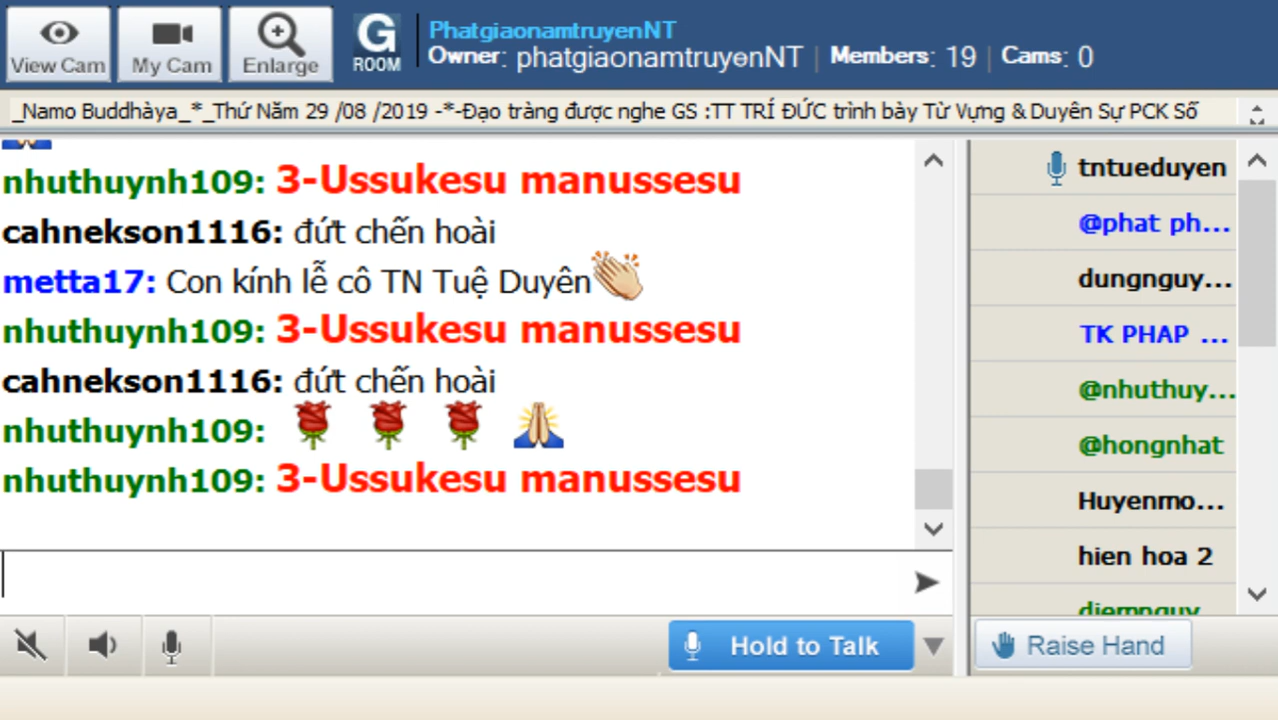 View Cam
My Cam
Enlarge
G
ROOM
PhatgiaonamtruyenNT
Owner: phatgiaonamtruyenNT | Members: 19 | Cams: 0
_Namo Buddhàya_*_Thứ Năm 29 /08 /2019 -*-Đạo tràng được nghe GS :TT TRÍ ĐỨC trình bày Từ Vựng & Duyên Sự PCK Số
nhuthuynh109: 3-Ussukesu manussesu
cahnekson1116: đứt chến hoài
metta17: Con kính lễ cô TN Tuệ Duyên
nhuthuynh109: 3-Ussukesu manussesu
cahnekson1116: đứt chến hoài
nhuthuynh109:
nhuthuynh109: 3-Ussukesu manussesu
tntueduyen
@phat ph...
dungnguy...
TK PHAP ...
@nhuthuy...
@hongnhat
Huyenmo...
hien hoa 2
diemnguy
Hold to Talk
Raise Hand